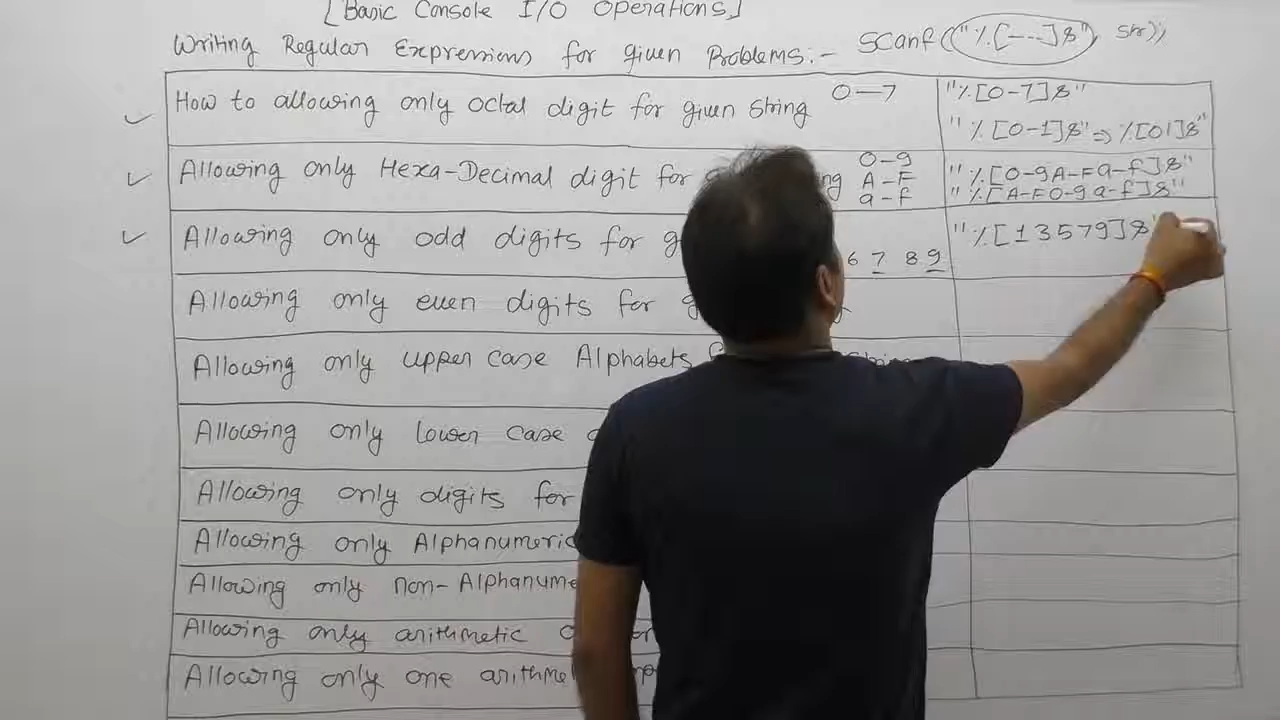 [Basic Console I/O Operations]
Writing Regular Expressions for given Problems:- Scanf("%[---]s", str);
How to allowing only octal digit for given string 0—7 "%[0-7]s"
"%[0-1]s" => %[01]s"
Allowing only Hexa-Decimal digit for 0-9 A-F a-f "%[0-9A-Fa-f]s"
"%[A-F0-9a-f]s"
Allowing only odd digits for 6 7 8 9 "%[13579]s"
Allowing only even digits for
Allowing only upper case Alphabets
Allowing only lower case
Allowing only digits for
Allowing only Alphanumeric
Allowing only non-Alphanume
Allowing only arithmetic
Allowing only one arithme